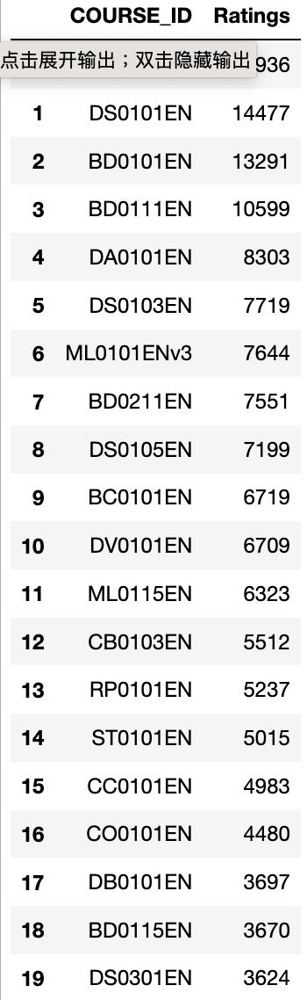 COURSE_ID Ratings
点击展开输出；双击隐藏输出 936
1 DS0101EN 14477
2 BD0101EN 13291
3 BD0111EN 10599
4 DA0101EN 8303
5 DS0103EN 7719
6 ML0101ENv3 7644
7 BD0211EN 7551
8 DS0105EN 7199
9 BC0101EN 6719
10 DV0101EN 6709
11 ML0115EN 6323
12 CB0103EN 5512
13 RP0101EN 5237
14 ST0101EN 5015
15 CC0101EN 4983
16 CO0101EN 4480
17 DB0101EN 3697
18 BD0115EN 3670
19 DS0301EN 3624